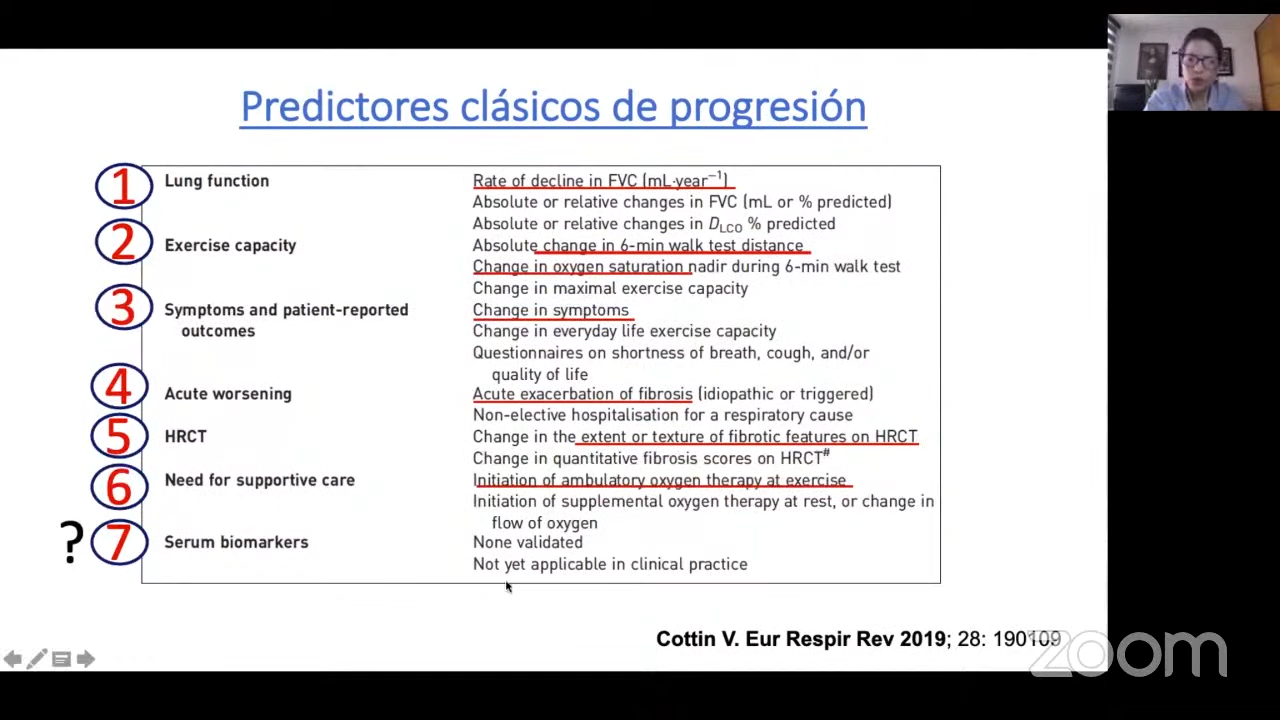 Predictores clásicos de progresión
1 Lung function Rate of decline in FVC (mL·year⁻¹)
Absolute or relative changes in FVC (mL or % predicted)
Absolute or relative changes in DLCO % predicted
2 Exercise capacity Absolute change in 6-min walk test distance
Change in oxygen saturation nadir during 6-min walk test
Change in maximal exercise capacity
3 Symptoms and patient-reported Change in symptoms
outcomes Change in everyday life exercise capacity
Questionnaires on shortness of breath, cough, and/or
quality of life
4 Acute worsening Acute exacerbation of fibrosis (idiopathic or triggered)
Non-elective hospitalisation for a respiratory cause
5 HRCT Change in the extent or texture of fibrotic features on HRCT
Change in quantitative fibrosis scores on HRCT#
6 Need for supportive care Initiation of ambulatory oxygen therapy at exercise
Initiation of supplemental oxygen therapy at rest, or change in
flow of oxygen
? 7 Serum biomarkers None validated
Not yet applicable in clinical practice
Cottin V. Eur Respir Rev 2019; 28: 190109
zoom